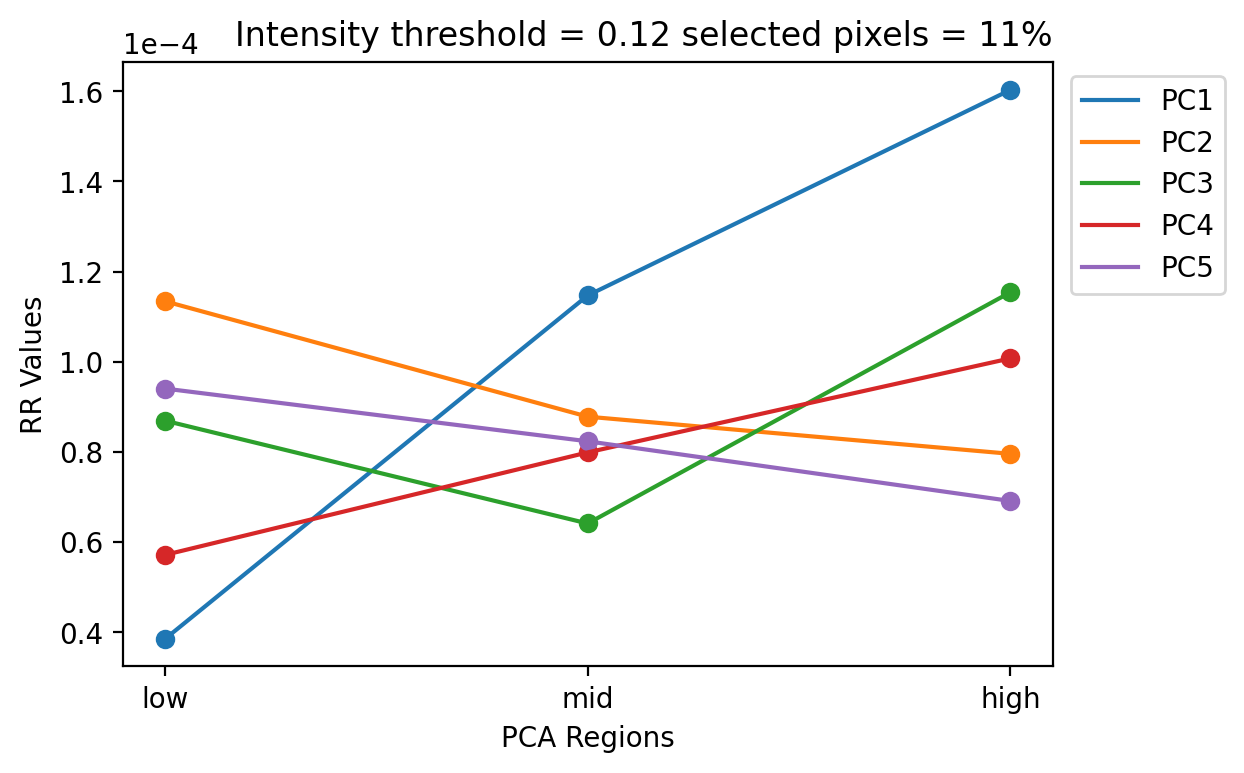 Intensity threshold = 0.12 selected pixels = 11%
1e−4
1.6
1.4
1.2
1.0
0.8
0.6
0.4
RR Values
low mid high
PCA Regions
PC1
PC2
PC3
PC4
PC5